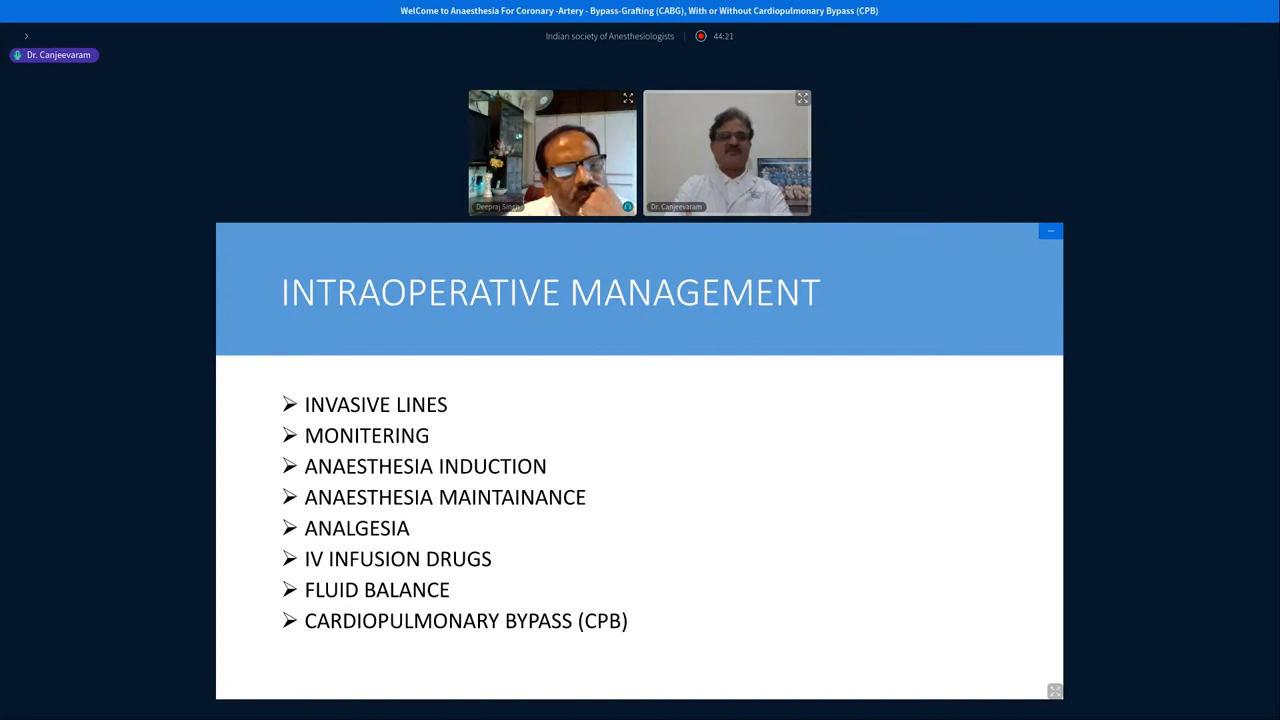 WelCome to Anaesthesia For Coronary -Artery - Bypass-Grafting (CABG), With or Without Cardiopulmonary Bypass (CPB)
Indian society of Anesthesiologists 44:21
Dr. Canjeevaram
Deepraj Singh
Dr. Canjeevaram
INTRAOPERATIVE MANAGEMENT
INVASIVE LINES
MONITERING
ANAESTHESIA INDUCTION
ANAESTHESIA MAINTAINANCE
ANALGESIA
IV INFUSION DRUGS
FLUID BALANCE
CARDIOPULMONARY BYPASS (CPB)